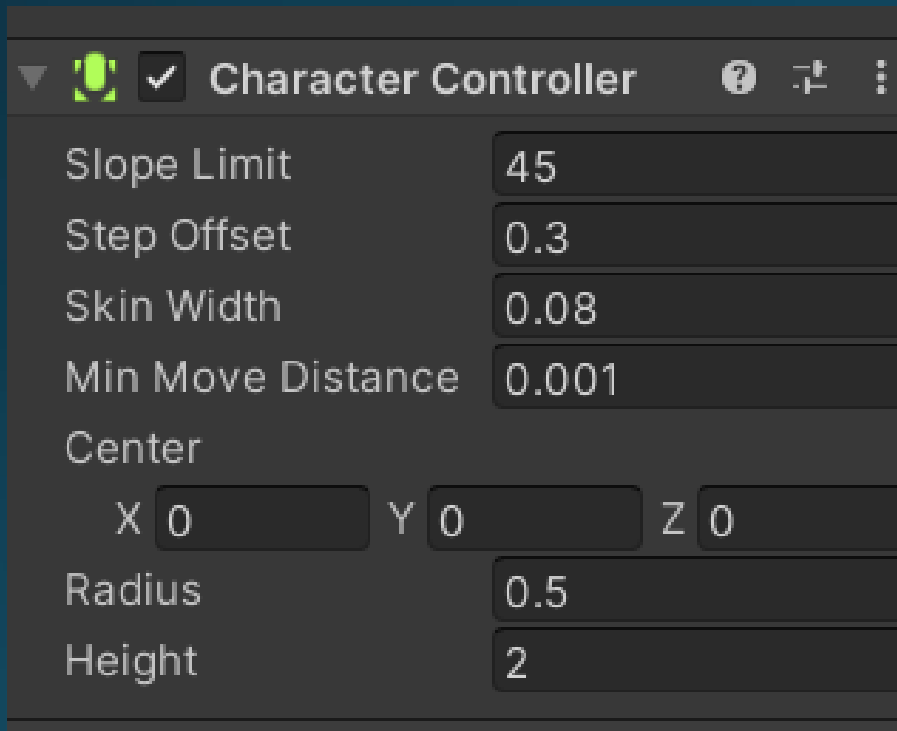 Character Controller
Slope Limit 45
Step Offset 0.3
Skin Width 0.08
Min Move Distance 0.001
Center
X 0 Y 0 Z 0
Radius 0.5
Height 2